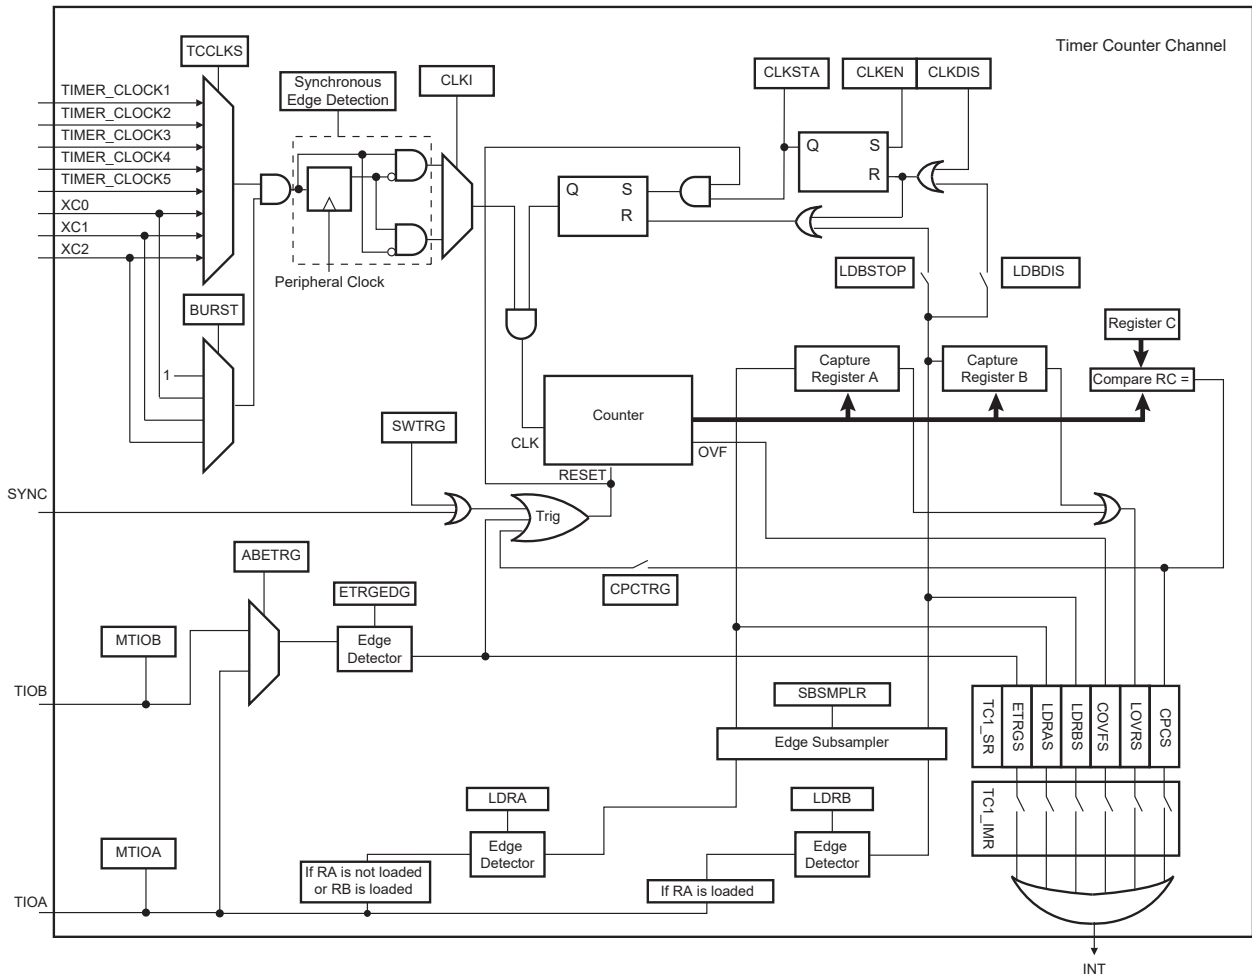 Timer Counter Channel
TCCLKS
TIMER_CLOCK1
TIMER_CLOCK2
TIMER_CLOCK3
TIMER_CLOCK4
TIMER_CLOCK5
XC0
XC1
XC2
Synchronous
Edge Detection
CLKI
Peripheral Clock
CLKSTA
CLKEN
CLKDIS
Q
S
R
Q
S
R
LDBSTOP
LDBDIS
BURST
1
Register C
Capture
Register A
Capture
Register B
Compare RC =
Counter
CLK
OVF
RESET
SWTRG
SYNC
Trig
CPCTRG
ABETRG
ETRGEDG
Edge
Detector
MTIOB
TIOB
SBSMPLR
Edge Subsampler
TC1_SR
ETRGS
LDRAS
LDRBS
COVFS
LOVRS
CPCS
TC1_IMR
LDRA
Edge
Detector
LDRB
Edge
Detector
MTIOA
If RA is not loaded
or RB is loaded
If RA is loaded
TIOA
INT